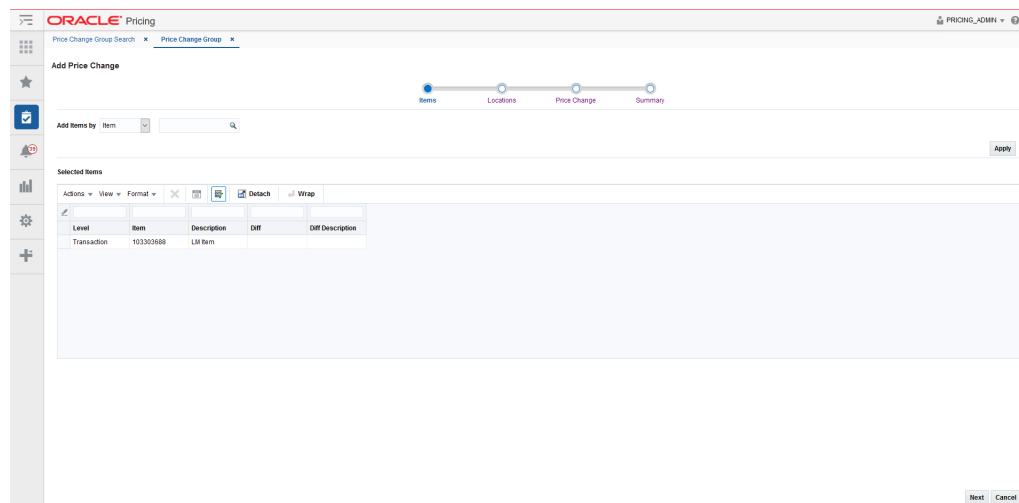 ORACLE Pricing
PRICING_ADMIN
Price Change Group Search × Price Change Group ×
Add Price Change
Items Locations Price Change Summary
Add Items by Item
39
Apply
Selected Items
Actions View Format Detach Wrap
Level Item Description Diff Diff Description
Transaction 103303688 LM Item
Next Cancel